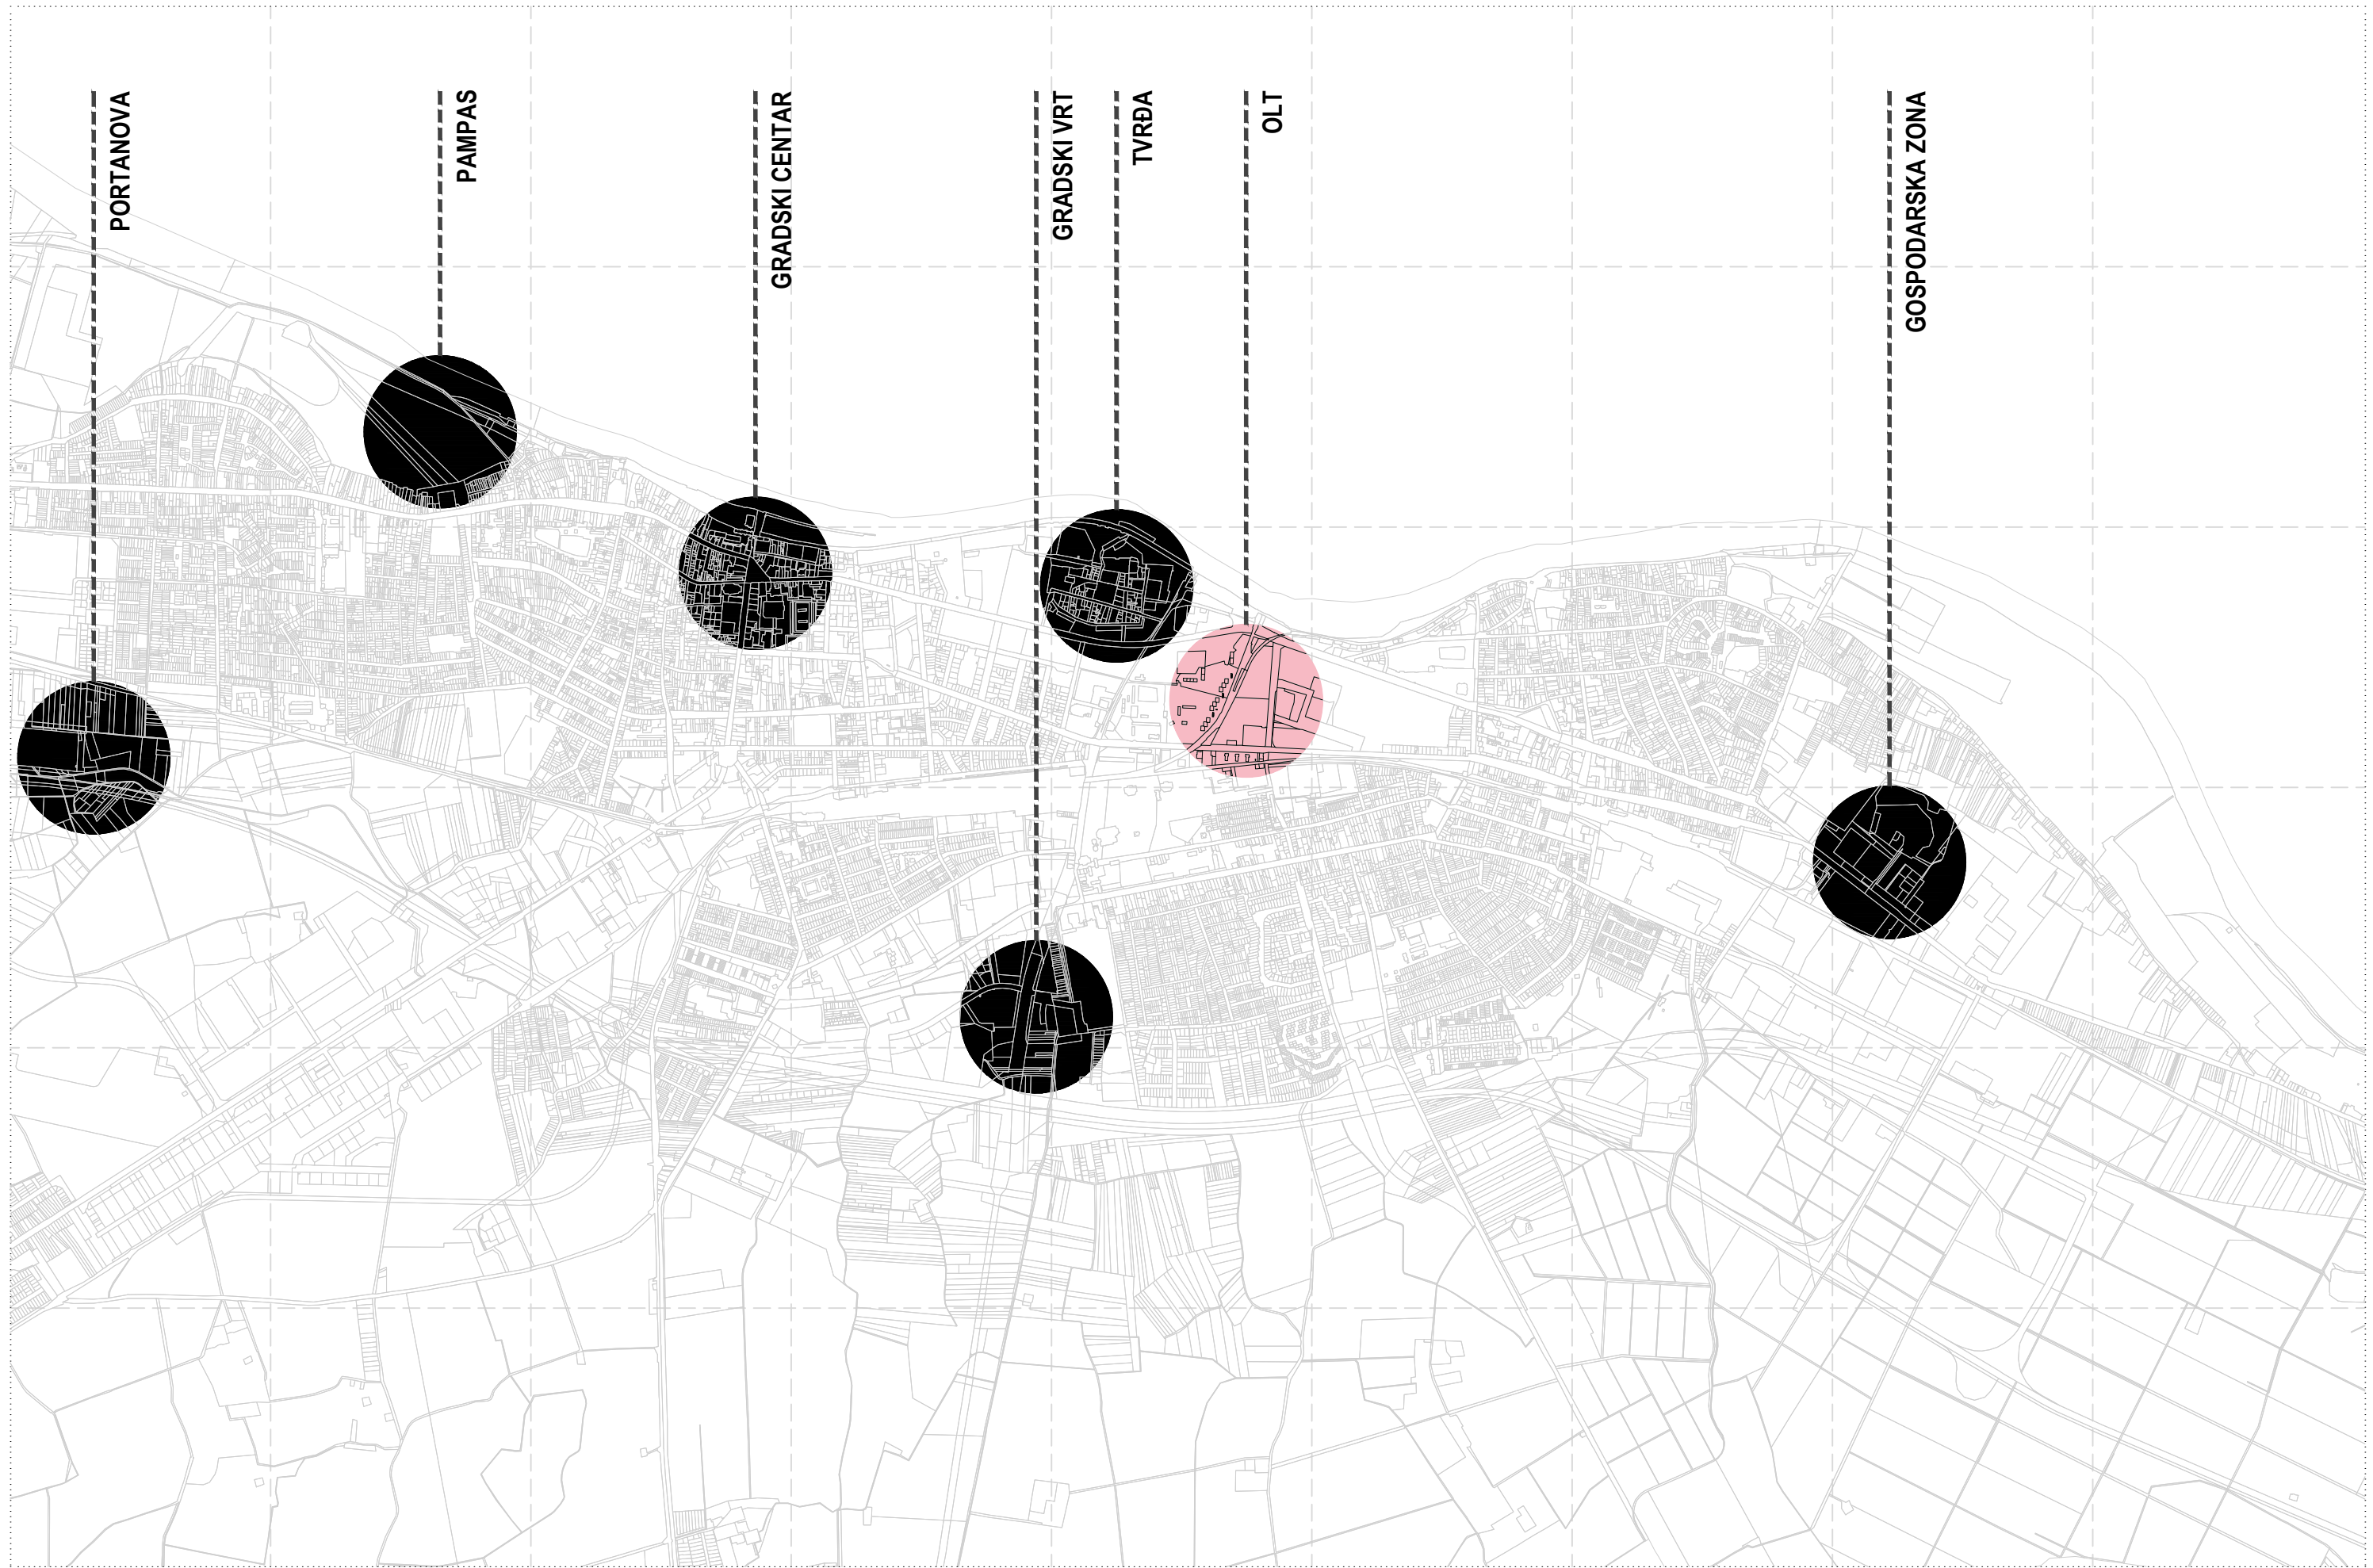 PORTANOVA
PAMPAS
GRADSKI CENTAR
GRADSKI VRT
TVRĐA
OLT
GOSPODARSKA ZONA